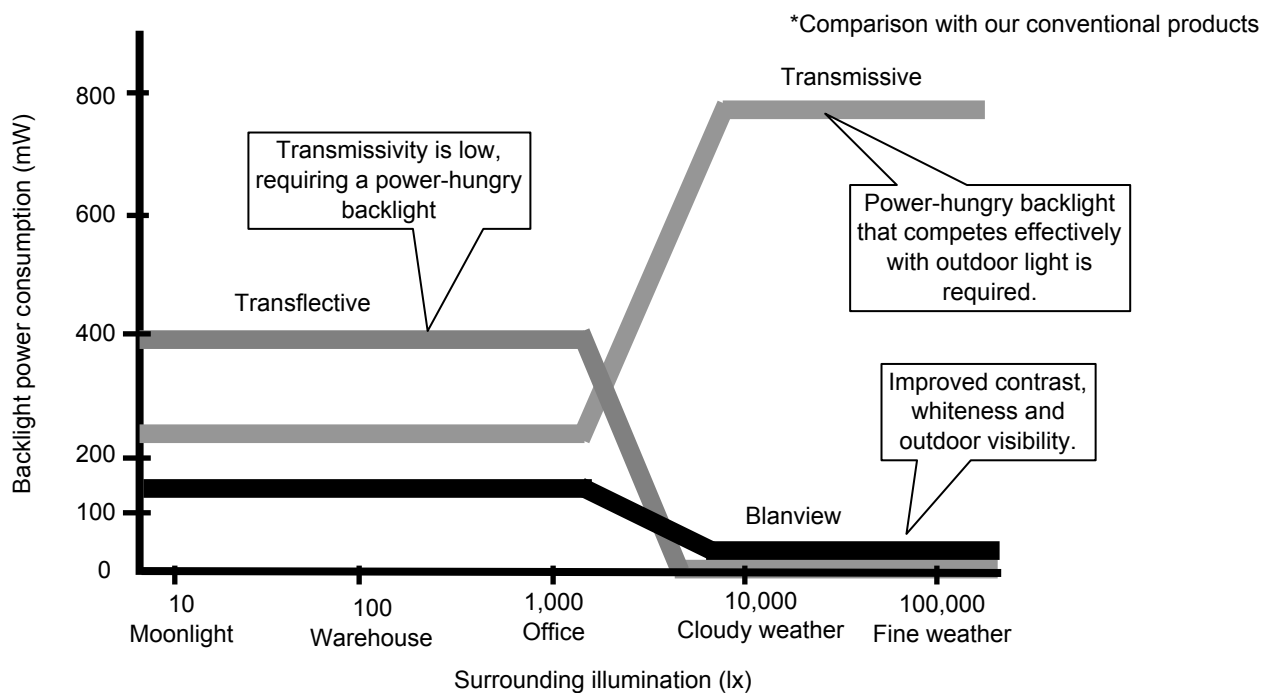 *Comparison with our conventional products
Transmissive
800
Transmissivity is low,
requiring a power-hungry
backlight
Power-hungry backlight
that competes effectively
with outdoor light is
required.
600
Backlight power consumption (mW)
Transflective
400
Improved contrast,
whiteness and
outdoor visibility.
200
100
Blanview
0
10
100
1,000
10,000
100,000
Moonlight
Warehouse
Office
Cloudy weather
Fine weather
Surrounding illumination (lx)